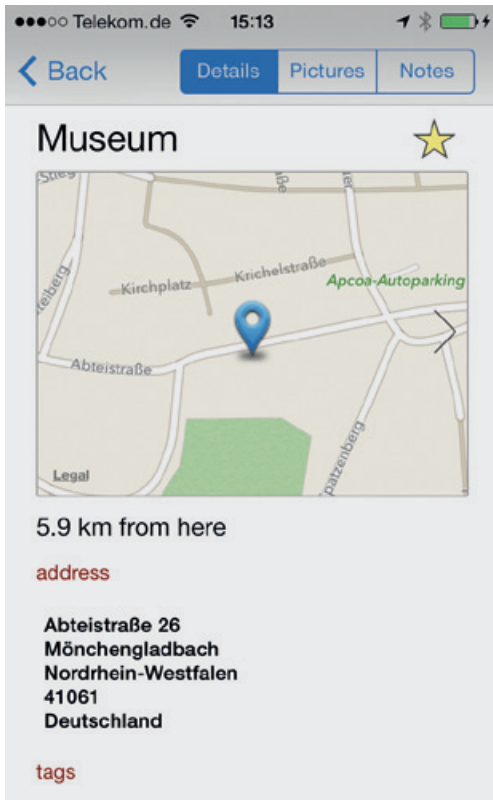 Telekom.de 15:13
Back Details Pictures Notes
Museum
Kirchplatz
Krichelstraße
Apcoa-Autoparking
Abteistraße
Legal
5.9 km from here
address
Abteistraße 26
Mönchengladbach
Nordrhein-Westfalen
41061
Deutschland
tags